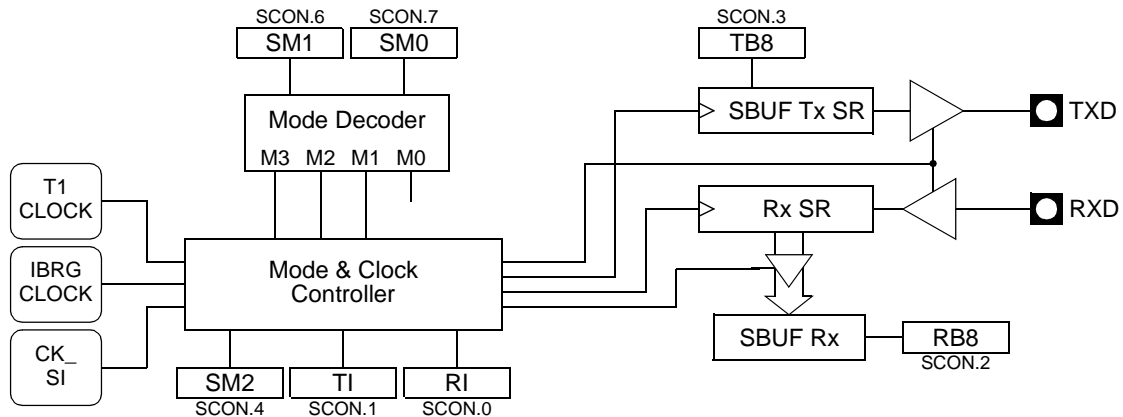 SCON.6
SCON.7
SCON.3
SM1
SM0
TB8
Mode Decoder
M3 M2 M1 M0
SBUF Tx SR
TXD
T1
CLOCK
Rx SR
RXD
IBRG
CLOCK
Mode & Clock
Controller
CK_
SI
SBUF Rx
RB8
SCON.2
SM2
TI
RI
SCON.4
SCON.1
SCON.0